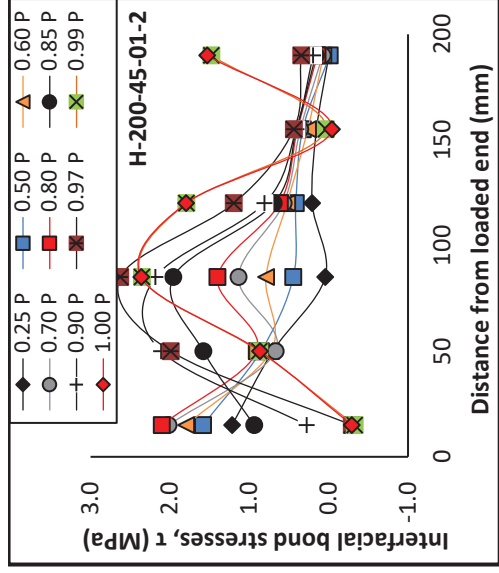 0.25 P 0.50 P 0.60 P
0.70 P 0.80 P 0.85 P
0.90 P 0.97 P 0.99 P
1.00 P
H-200-45-01-2
Interfacial bond stresses, τ (MPa)
3.0
2.0
1.0
0.0
-1.0
0 50 100 150 200
Distance from loaded end (mm)